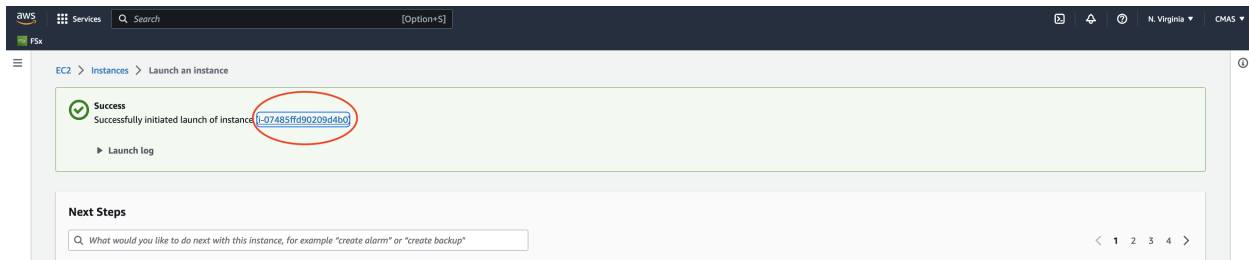 aws Services Search [Option+S] N. Virginia ▼ CMAS ▼
FSx
EC2 > Instances > Launch an instance
Success
Successfully initiated launch of instance (i-07485ffd90209d4b0)
▶ Launch log
Next Steps
What would you like to do next with this instance, for example "create alarm" or "create backup"
< 1 2 3 4 >